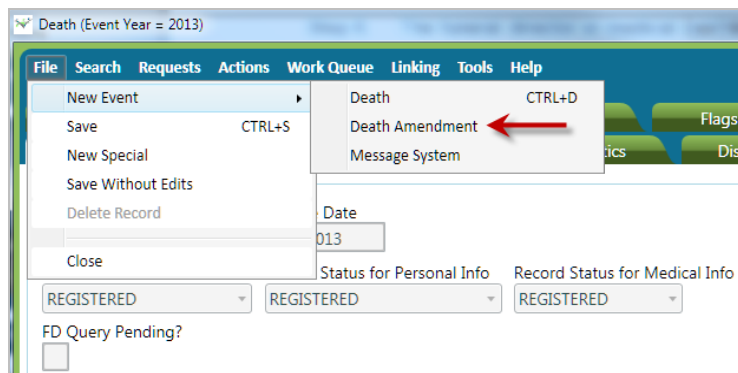 Death (Event Year = 2013)
File Search Requests Actions Work Queue Linking Tools Help
New Event Death CTRL+D
Save CTRL+S Death Amendment Flags
New Special Message System tics Dis
Save Without Edits
Delete Record Date
013
Close Status for Personal Info Record Status for Medical Info
REGISTERED REGISTERED REGISTERED
FD Query Pending?